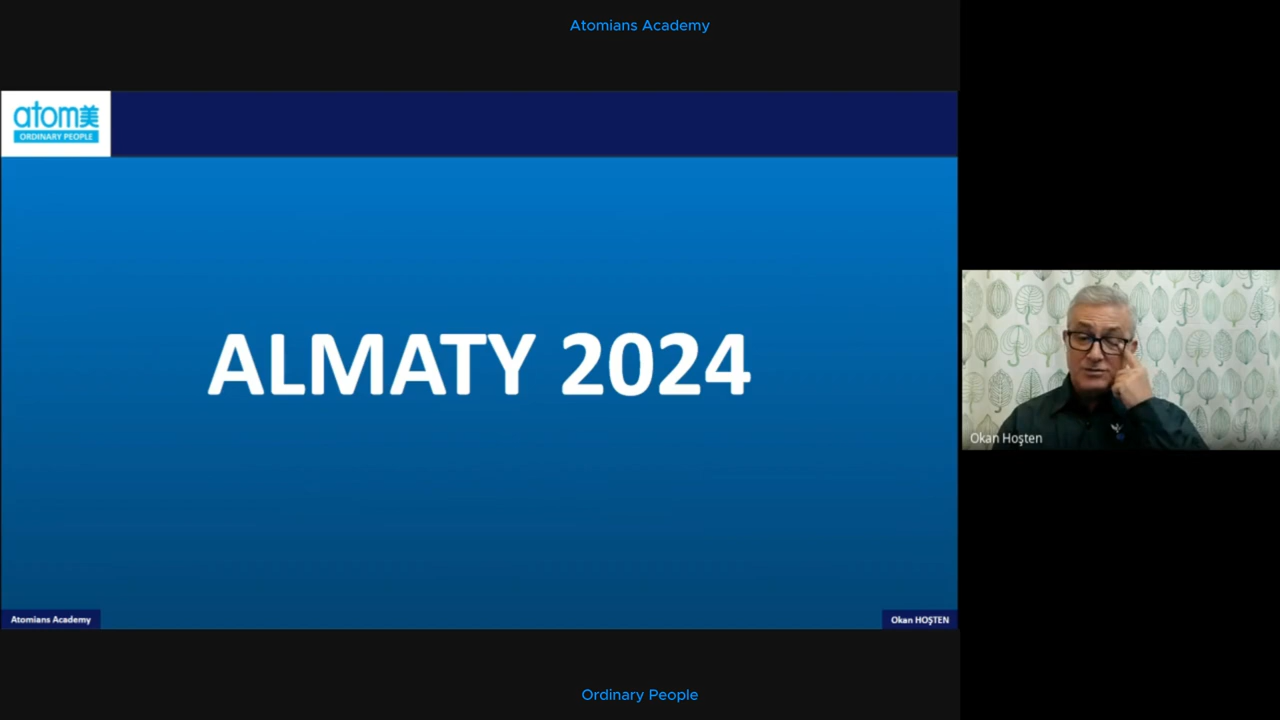 Atomians Academy
atom美
ORDINARY PEOPLE
ALMATY 2024
Okan Hoşten
Atomians Academy
Okan HOŞTEN
Ordinary People